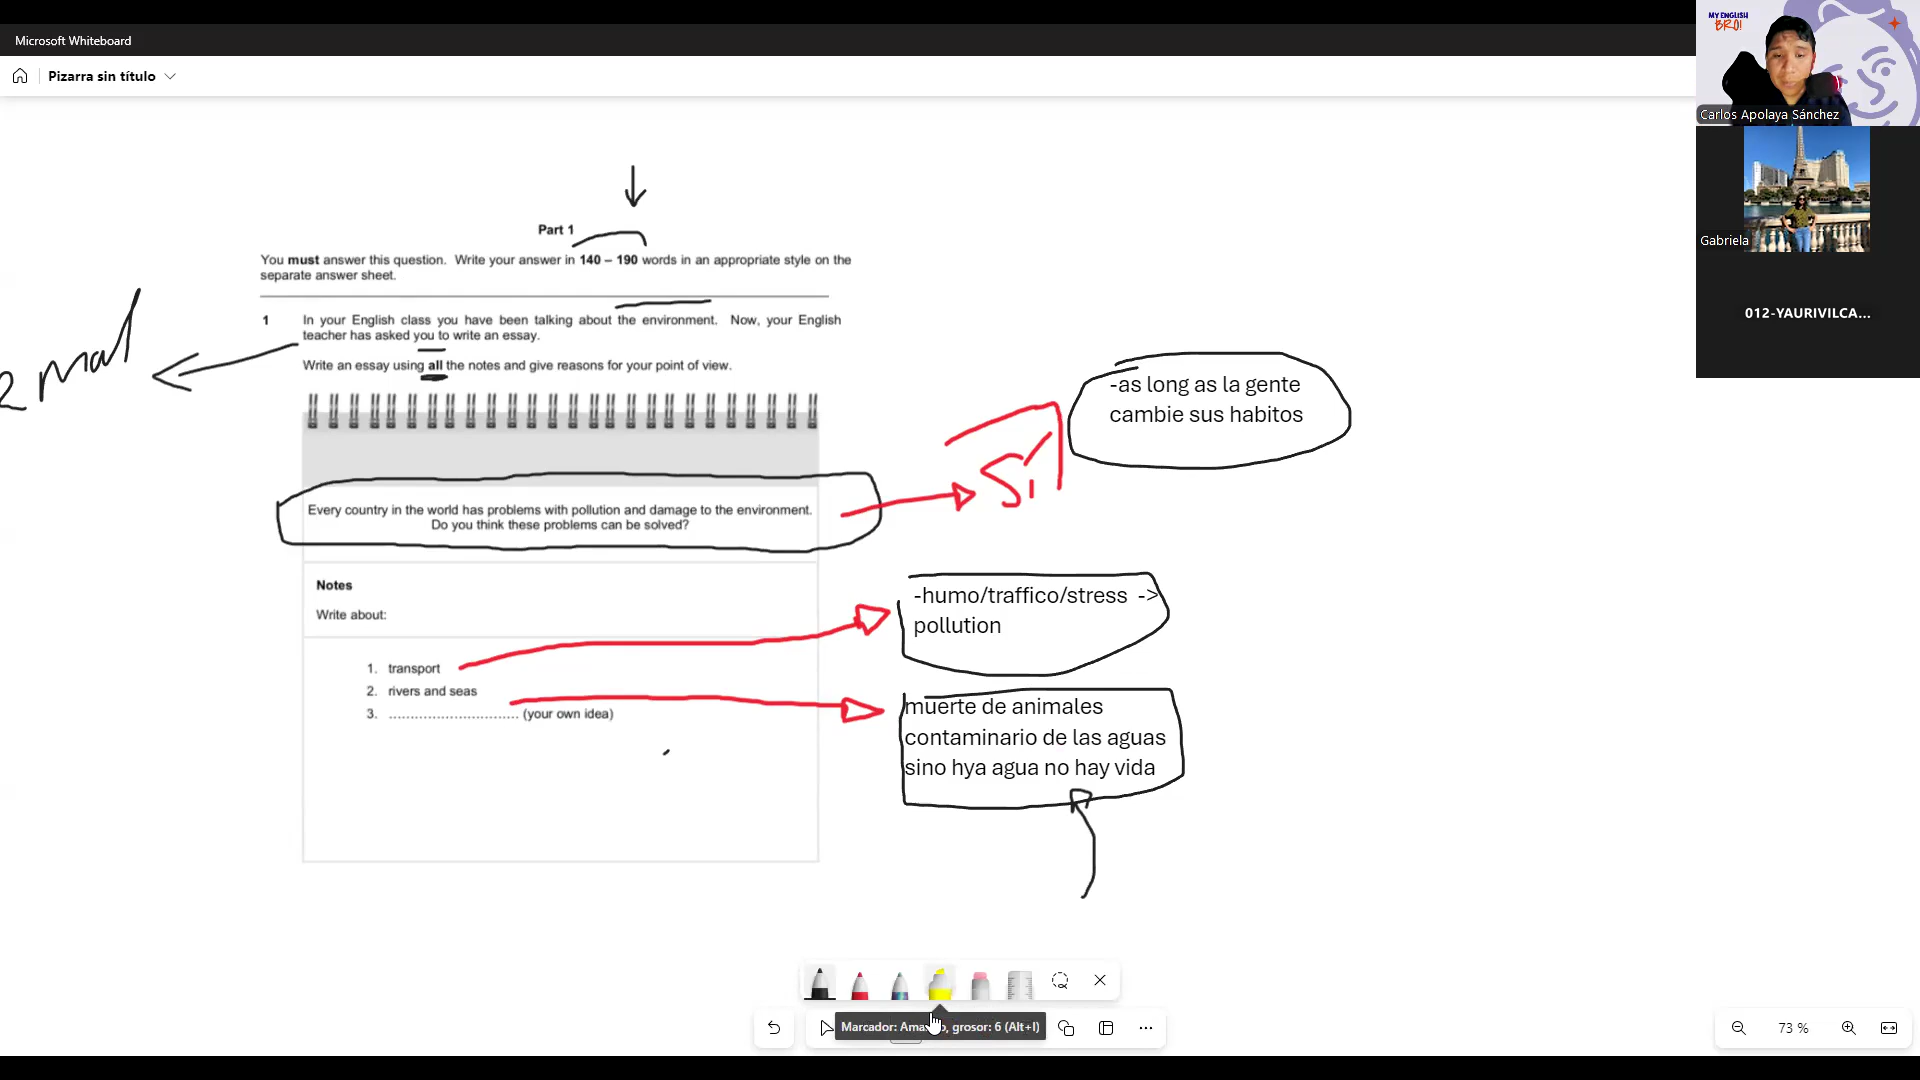 Microsoft Whiteboard
Pizarra sin título
MY ENGLISH
BRO!
Carlos Apolaya Sánchez
Gabriela
012-YAURIVILCA...
Part 1
You must answer this question. Write your answer in 140 – 190 words in an appropriate style on the
separate answer sheet.
1 In your English class you have been talking about the environment. Now, your English
teacher has asked you to write an essay.
Write an essay using all the notes and give reasons for your point of view.
Every country in the world has problems with pollution and damage to the environment.
Do you think these problems can be solved?
Notes
Write about:
1. transport
2. rivers and seas
3. .............................. (your own idea)
Sí
-as long as la gente
cambie sus habitos
-humo/traffico/stress ->
pollution
muerte de animales
contaminario de las aguas
sino hya agua no hay vida
73 %